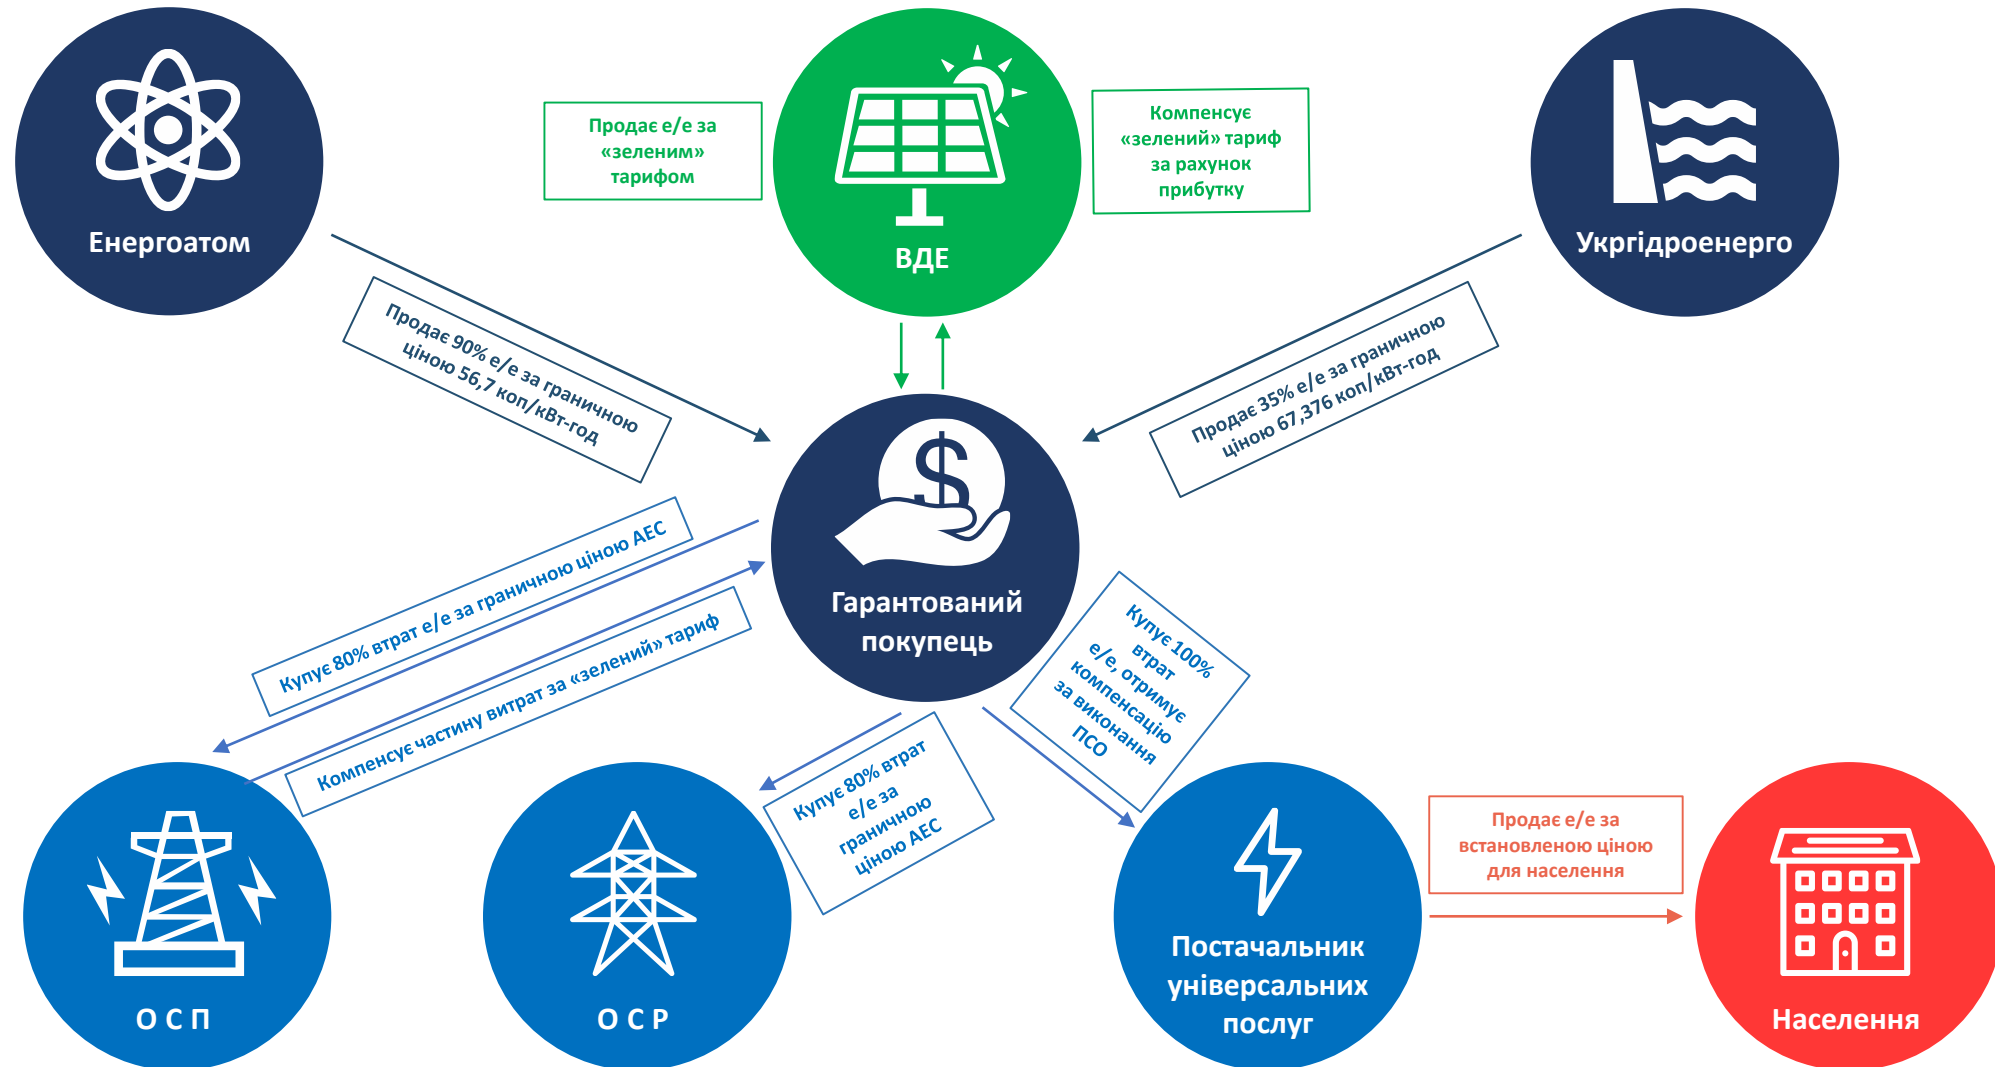 Енергоатом
Продає е/е за
«зеленим»
тарифом
ВДЕ
Компенсує
«зелений» тариф
за рахунок
прибутку
Укргідроенерго
Продає 90% е/е за граничною
ціною 56,7 коп/кВт-год
Продає 35% е/е за граничною
ціною 67,376 коп/кВт-год
$
Гарантований
покупець
Купує 80% втрат е/е за граничною ціною АЕС
Компенсує частину витрат за «зелений» тариф
Купує 80% втрат
е/е за
граничною
ціною АЕС
Купує 100%
втрат
е/е, отримує
компенсацію
за виконання
ПСО
О С П
О С Р
Постачальник
універсальних
послуг
Продає е/е за
встановленою ціною
для населення
Населення